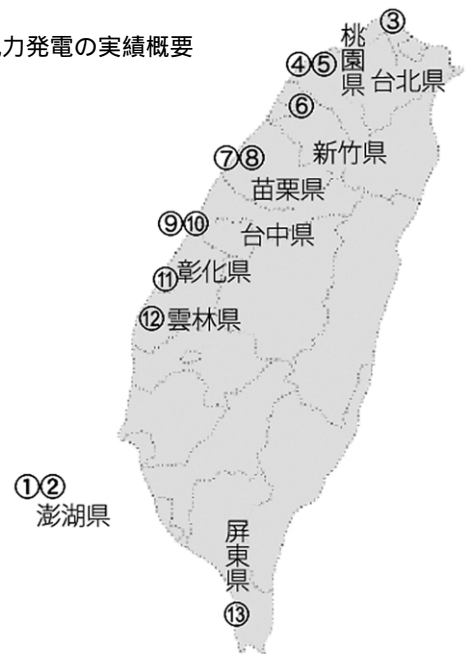 力発電の実績概要
③
桃園県
④⑤
台北県
⑥
新竹県
⑦⑧
苗栗県
⑨⑩
台中県
⑪彰化県
⑫雲林県
①②
澎湖県
屏東県
⑬